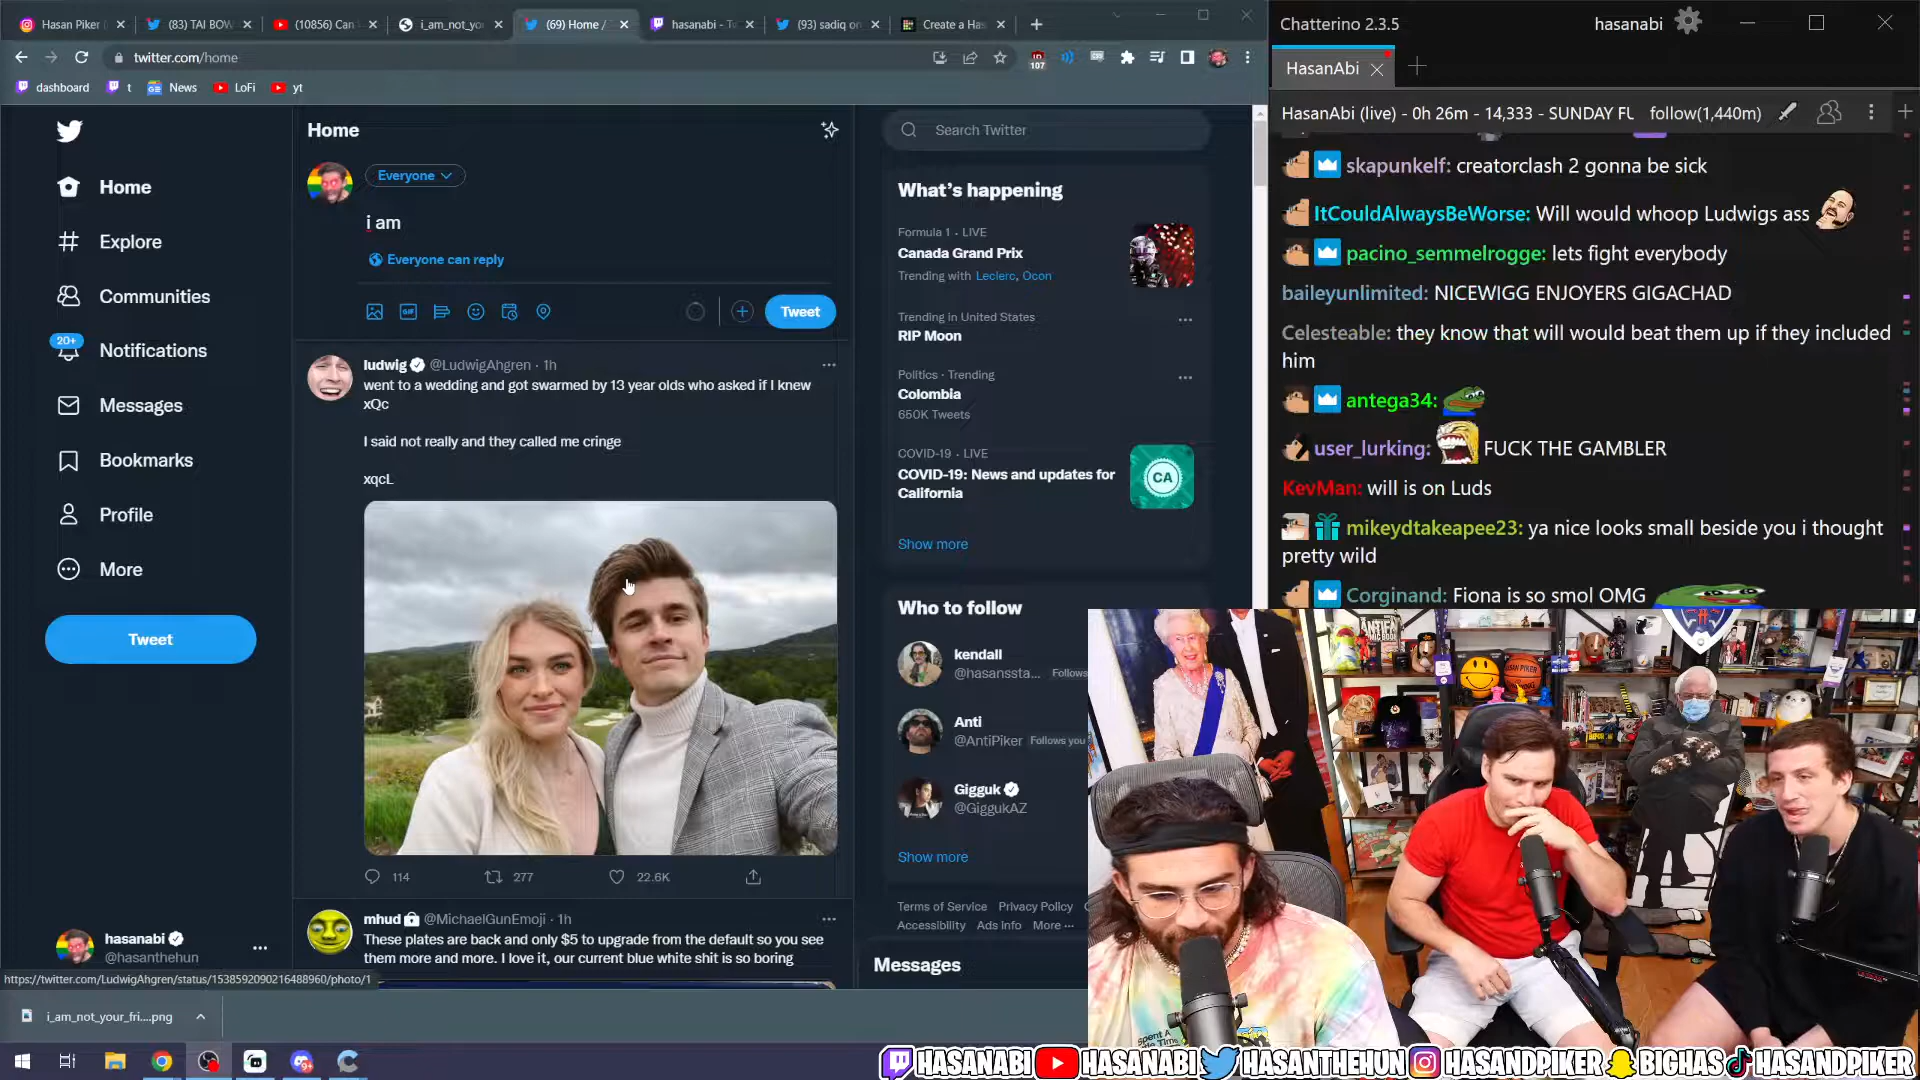 Hasan Piker (
(83) TAI BOW
(10856) Can
i_am_not_you
(69) Home /
hasanabi - Tw
(93) sadiq on
Create a Has
twitter.com/home
107
dashboard
t
News
LoFi
yt
Home
Explore
Communities
20+
Notifications
Messages
Bookmarks
Profile
More
Tweet
hasanabi
@hasanthehun
Home
Everyone
i am
Everyone can reply
GIF
Tweet
ludwig @LudwigAhgren · 1h
went to a wedding and got swarmed by 13 year olds who asked if I knew
xQc
I said not really and they called me cringe
xqcL
114
277
22.6K
mhud @MichaelGunEmoji · 1h
These plates are back and only $5 to upgrade from the default so you see
them more and more. I love it, our current blue white shit is so boring
Search Twitter
What's happening
Formula 1 · LIVE
Canada Grand Prix
Trending with Leclerc, Ocon
Trending in United States
RIP Moon
Politics · Trending
Colombia
650K Tweets
COVID-19 · LIVE
COVID-19: News and updates for
California
CA
Show more
Who to follow
kendall
@hasanssta... Follows
Anti
@AntiPiker Follows you
Gigguk
@GiggukAZ
Show more
Terms of Service Privacy Policy
Accessibility Ads info More ...
Messages
https://twitter.com/LudwigAhgren/status/1538592090216488960/photo/1
i_am_not_your_fri....png
Chatterino 2.3.5
hasanabi
HasanAbi
HasanAbi (live) - 0h 26m - 14,333 - SUNDAY FU
follow(1,440m)
skapunkelf: creatorclash 2 gonna be sick
ItCouldAlwaysBeWorse: Will would whoop Ludwigs ass
pacino_semmelrogge: lets fight everybody
baileyunlimited: NICEWIGG ENJOYERS GIGACHAD
Celesteable: they know that will would beat them up if they included
him
antega34:
user_lurking: FUCK THE GAMBLER
KevMan: will is on Luds
mikeydtakeapee23: ya nice looks small beside you i thought
pretty wild
Corginand: Fiona is so smol OMG
HASANABI HASANABI HASANTHEHUN HASANDPIKER BIGHAS HASANDPIKER